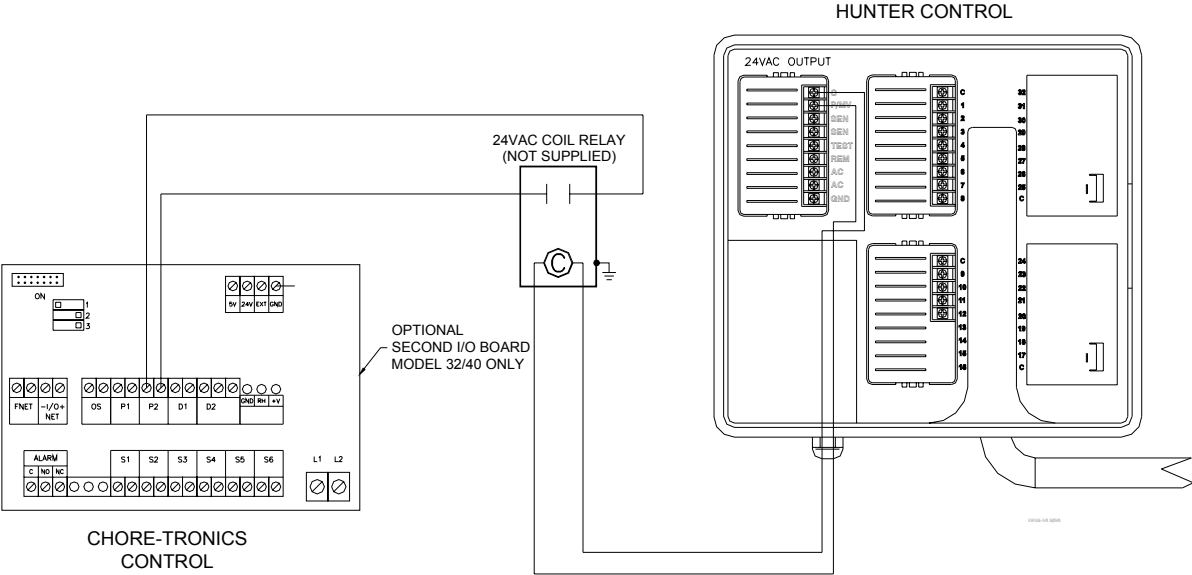 HUNTER CONTROL
24VAC OUTPUT
C
P/MV
SEN
SEN
TEST
REM
AC
AC
GND
C
1
2
3
4
5
6
7
8
32
31
30
29
28
27
26
25
C
C
9
10
11
12
13
14
15
16
24
23
22
21
20
19
18
17
C
24VAC COIL RELAY
(NOT SUPPLIED)
C
ON
1
2
3
5V 24V EXT GND
OPTIONAL
SECOND I/O BOARD
MODEL 32/40 ONLY
FNET -I/O+
NET
OS P1 P2 D1 D2 GND RH +V
ALARM
C NO NC
S1 S2 S3 S4 S5 S6
L1 L2
CHORE-TRONICS
CONTROL